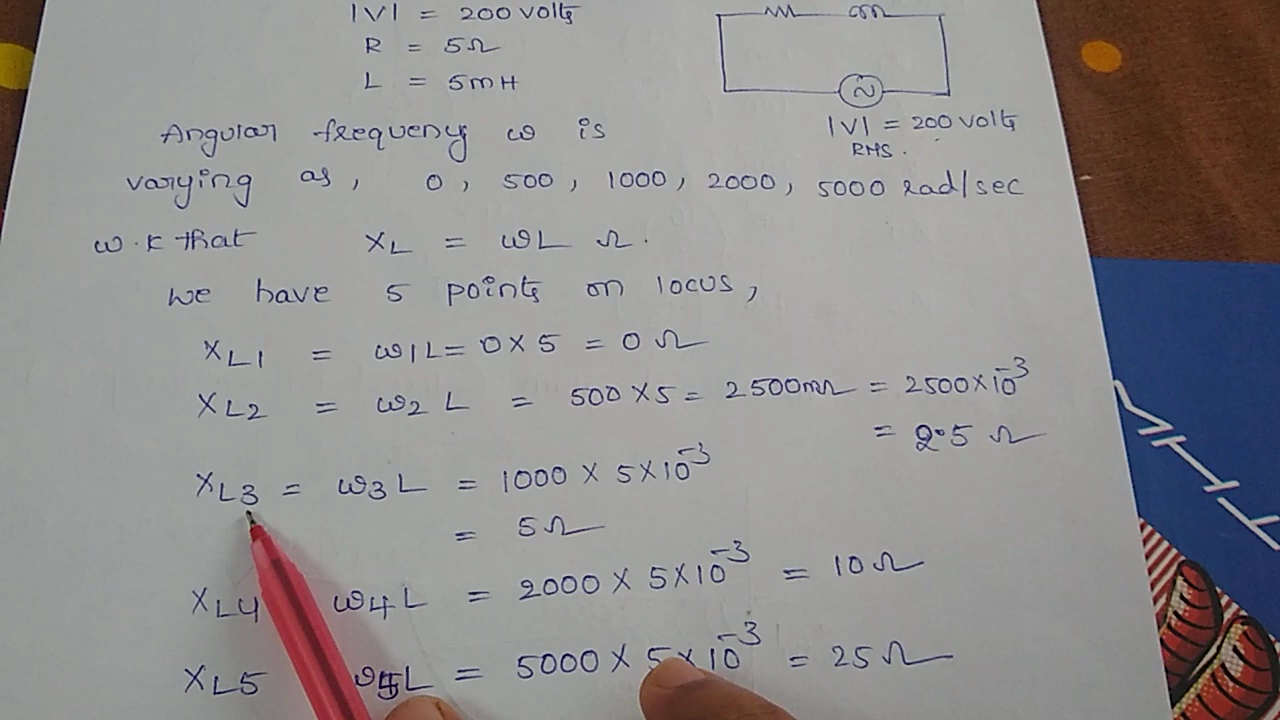 |V| = 200 volts
R = 5Ω
L = 5mH
|V| = 200 volts
RMS.
Angular frequeny ω is
varying as, 0, 500, 1000, 2000, 5000 rad/sec
w.k that XL = ωL Ω.
we have 5 points on locus,
XL1 = ω1L = 0 × 5 = 0 Ω
XL2 = ω2 L = 500 × 5 = 2500mΩ = 2500×10⁻³
= 2.5 Ω
XL3 = ω3 L = 1000 × 5×10⁻³
= 5Ω
XL4 ω4L = 2000 × 5×10⁻³ = 10Ω
XL5 ω5L = 5000 × 5×10⁻³ = 25Ω